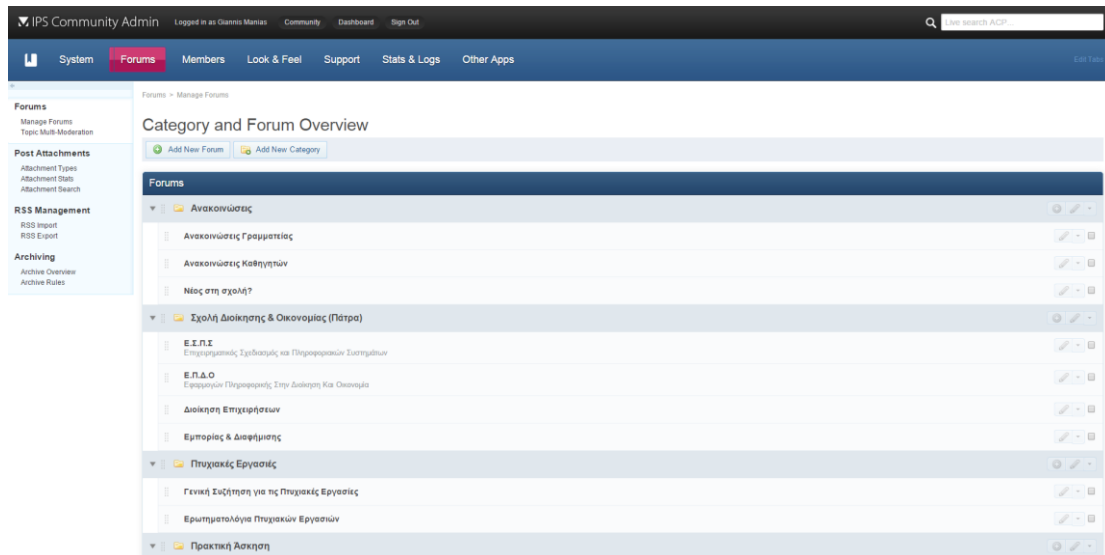 IPS Community Admin Logged in as Giannis Manias Community Dashboard Sign Out Live search ACP...
System Forums Members Look & Feel Support Stats & Logs Other Apps Edit Tabs
Forums
Manage Forums
Topic Multi-Moderation
Post Attachments
Attachment Types
Attachment Stats
Attachment Search
RSS Management
RSS Import
RSS Export
Archiving
Archive Overview
Archive Rules
Forums > Manage Forums
Category and Forum Overview
Add New Forum Add New Category
Forums
Ανακοινώσεις
Ανακοινώσεις Γραμματείας
Ανακοινώσεις Καθηγητών
Νέος στη σχολή?
Σχολή Διοίκησης & Οικονομίας (Πάτρα)
Ε.Σ.Π.Σ
Επιχειρηματικός Σχεδιασμός και Πληροφοριακών Συστημάτων
Ε.Π.Δ.Ο
Εφαρμογών Πληροφορικής Στην Διοίκηση Και Οικονομία
Διοίκηση Επιχειρήσεων
Εμπορίας & Διαφήμισης
Πτυχιακές Εργασιές
Γενική Συζήτηση για τις Πτυχιακές Εργασίες
Ερωτηματολόγια Πτυχιακών Εργασιών
Πρακτική Άσκηση